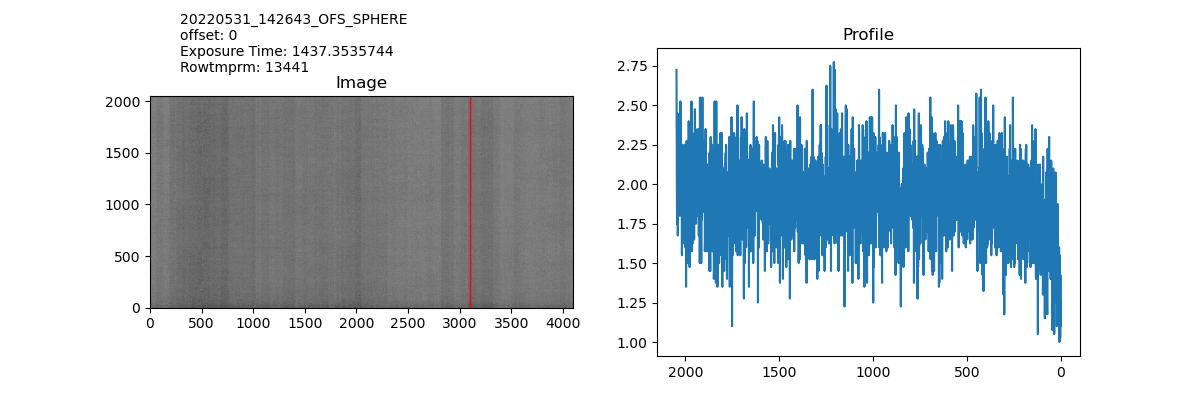 20220531_142643_OFS_SPHERE
offset: 0
Exposure Time: 1437.3535744
Rowtmprm: 13441
Image
2000
1500
1000
500
0
0 500 1000 1500 2000 2500 3000 3500 4000
Profile
2.75
2.50
2.25
2.00
1.75
1.50
1.25
1.00
2000 1500 1000 500 0